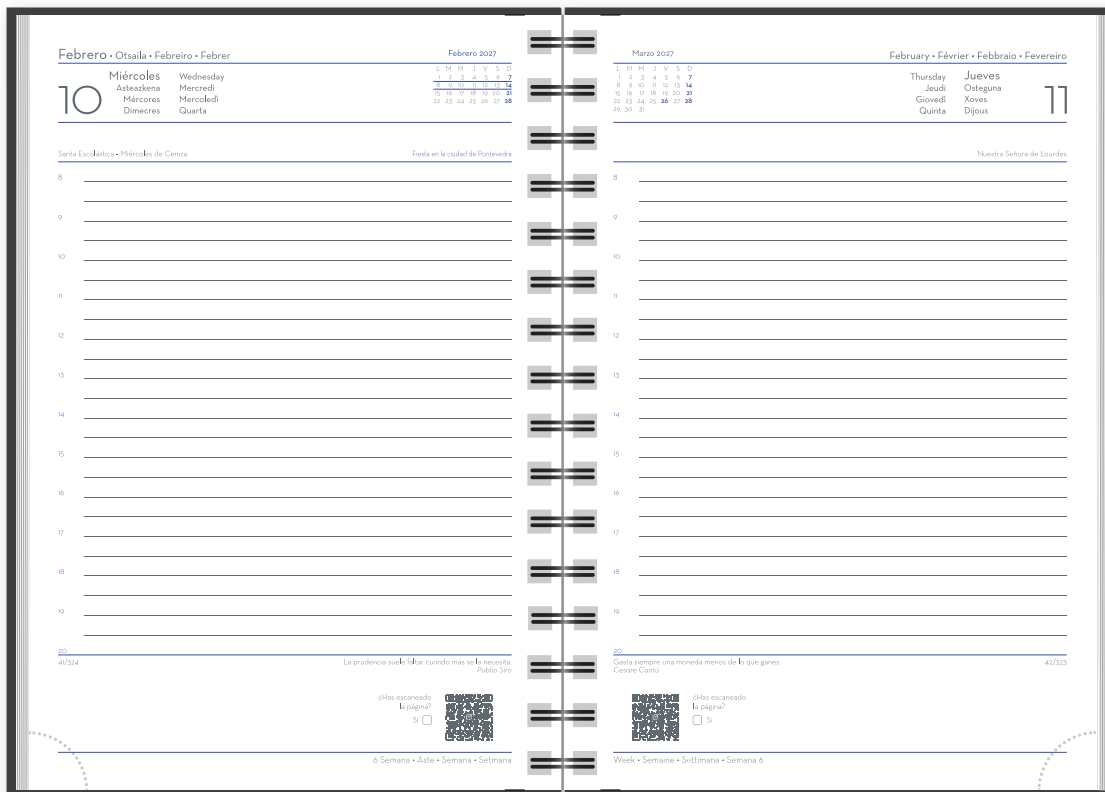 Febrero • Otsaila • Febreiro • Febrer
10
Miércoles
Asteazkena
Mércores
Dimecres
Wednesday
Mercredi
Mercoledì
Quarta
Febrero 2027
L M M J V S D
1 2 3 4 5 6 7
8 9 10 11 12 13 14
15 16 17 18 19 20 21
22 23 24 25 26 27 28
Santa Escolástica • Miércoles de Ceniza
Fiesta en la ciudad de Pontevedra
8
9
10
11
12
13
14
15
16
17
18
19
20
41/324
La prudencia suele faltar cuando más se la necesita.
Publio Siro
¿Has escaneado
la página?
Sí
6 Semana • Aste • Semana • Setmana
Marzo 2027
L M M J V S D
1 2 3 4 5 6 7
8 9 10 11 12 13 14
15 16 17 18 19 20 21
22 23 24 25 26 27 28
29 30 31
February • Février • Febbraio • Fevereiro
Thursday
Jeudi
Giovedì
Quinta
Jueves
Osteguna
Xoves
Dijous
11
Nuestra Señora de Lourdes
8
9
10
11
12
13
14
15
16
17
18
19
20
Gasta siempre una moneda menos de lo que ganes.
Cesare Cantú
42/323
¿Has escaneado
la página?
Sí
Week • Semaine • Settimana • Semana 6